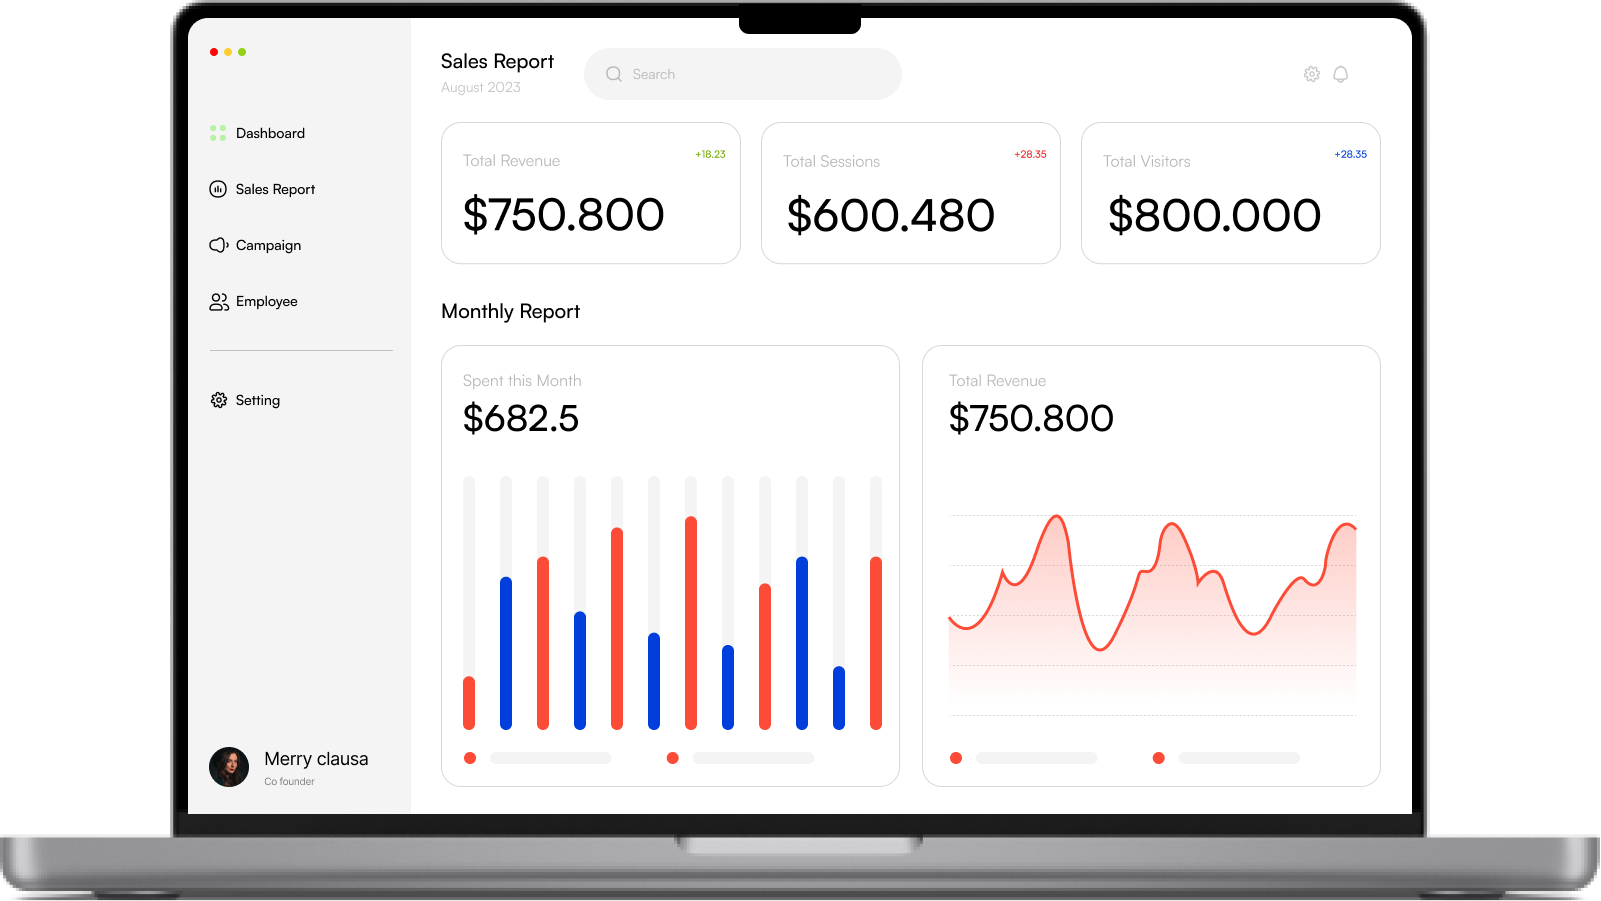 Sales Report
August 2023
Search
Dashboard
Sales Report
Campaign
Employee
Setting
Merry clausa
Co founder
Total Revenue
+18.23
$750.800
Total Sessions
+28.35
$600.480
Total Visitors
+28.35
$800.000
Monthly Report
Spent this Month
$682.5
Total Revenue
$750.800